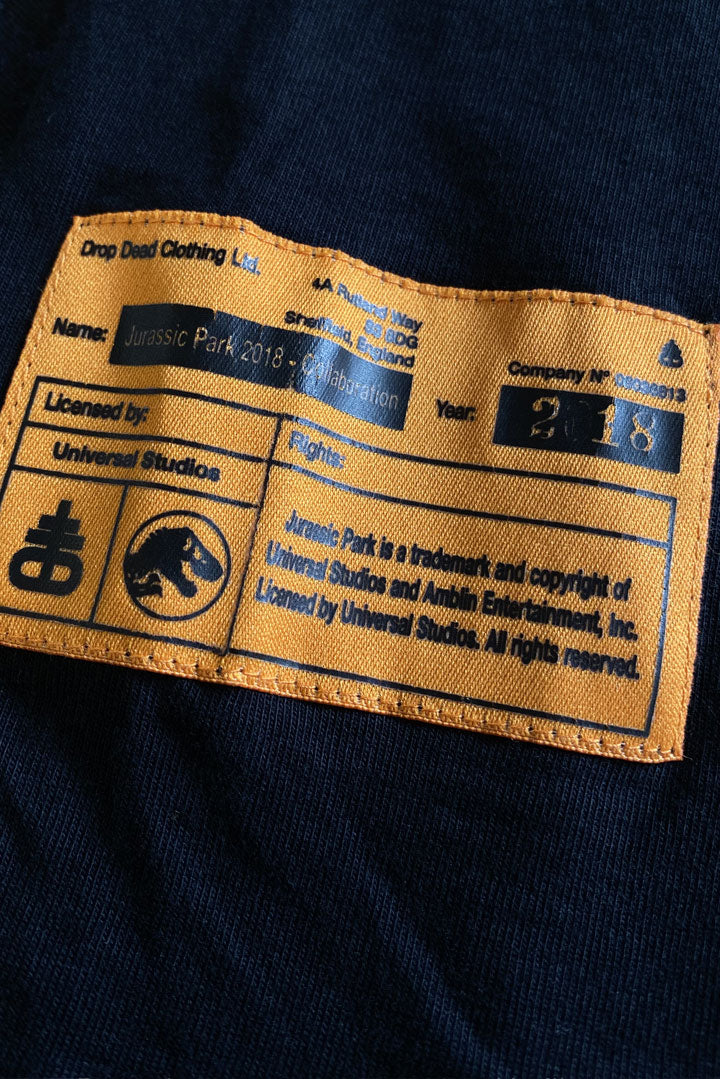 Drop Dead Clothing Ltd.
4A Rutland Way
S3 8DG
Sheffield, England
Company Nº
Name: Jurassic Park 2018 - Collaboration
Year: 2018
Licensed by:
Universal Studios
Rights:
Jurassic Park is a trademark and copyright of
Universal Studios and Amblin Entertainment, Inc.
Licensed by Universal Studios. All rights reserved.